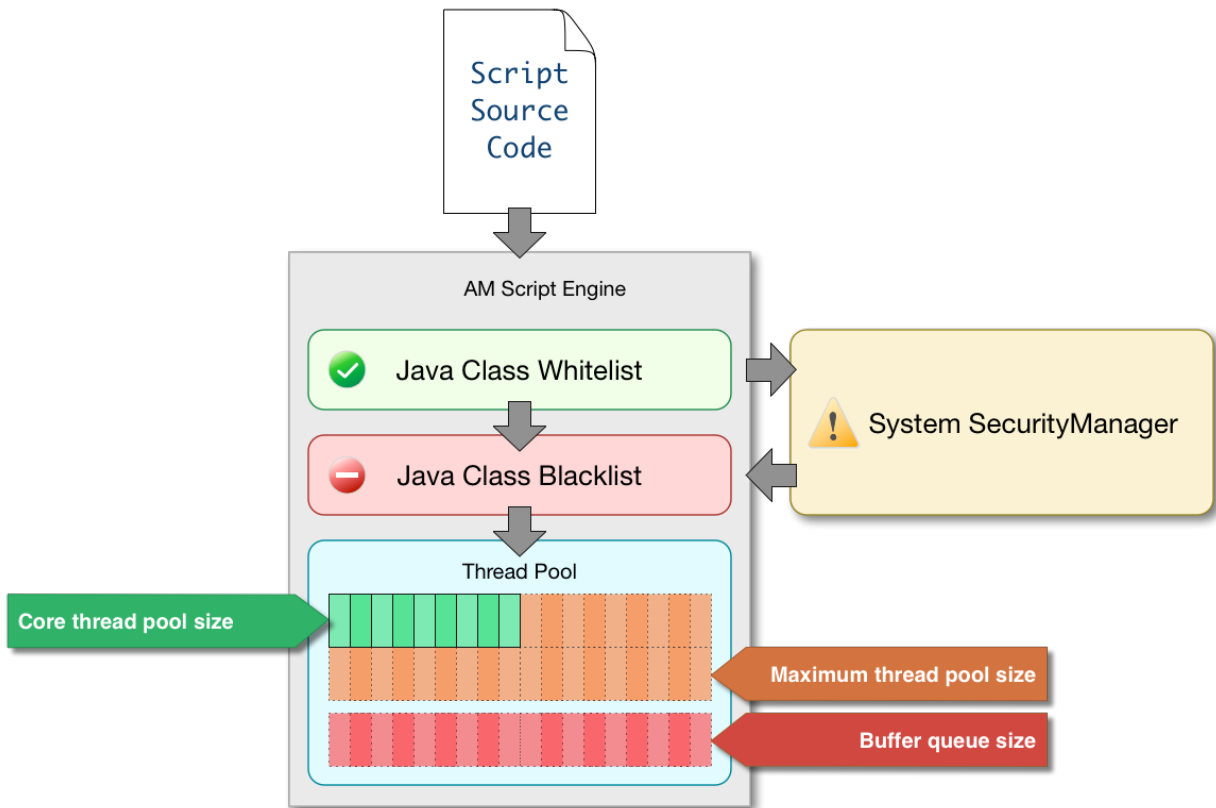 Script
Source
Code
AM Script Engine
Java Class Whitelist
System SecurityManager
Java Class Blacklist
Thread Pool
Core thread pool size
Maximum thread pool size
Buffer queue size